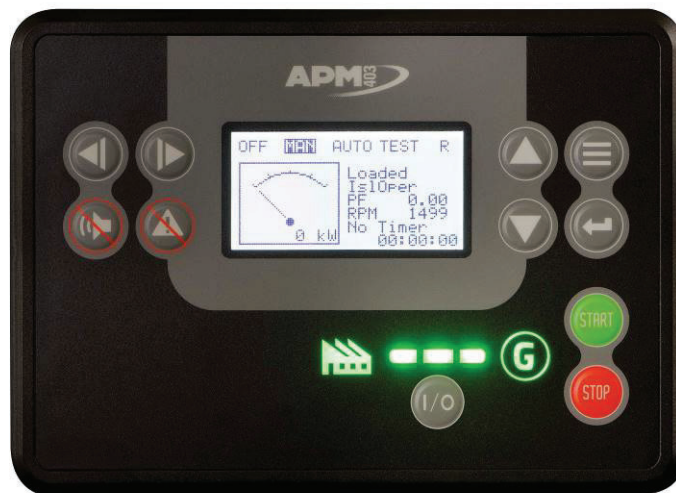 APM403
OFF MAN AUTO TEST R
Loaded
IslOper
PF 0.00
RPM 1499
No Timer
00:00:00
0 kW
START
G
STOP
I/O